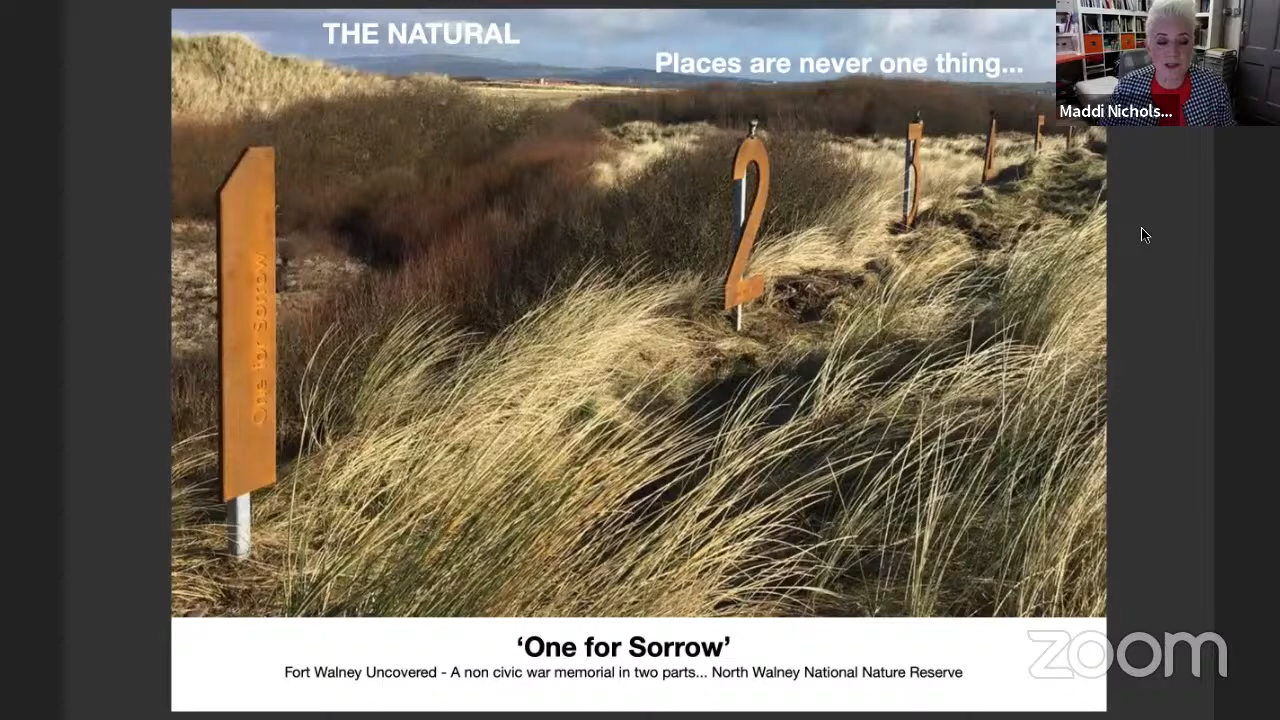 THE NATURAL
Places are never one thing...
Maddi Nichols...
One for Sorrow
2
‘One for Sorrow’
Fort Walney Uncovered - A non civic war memorial in two parts... North Walney National Nature Reserve
zoom